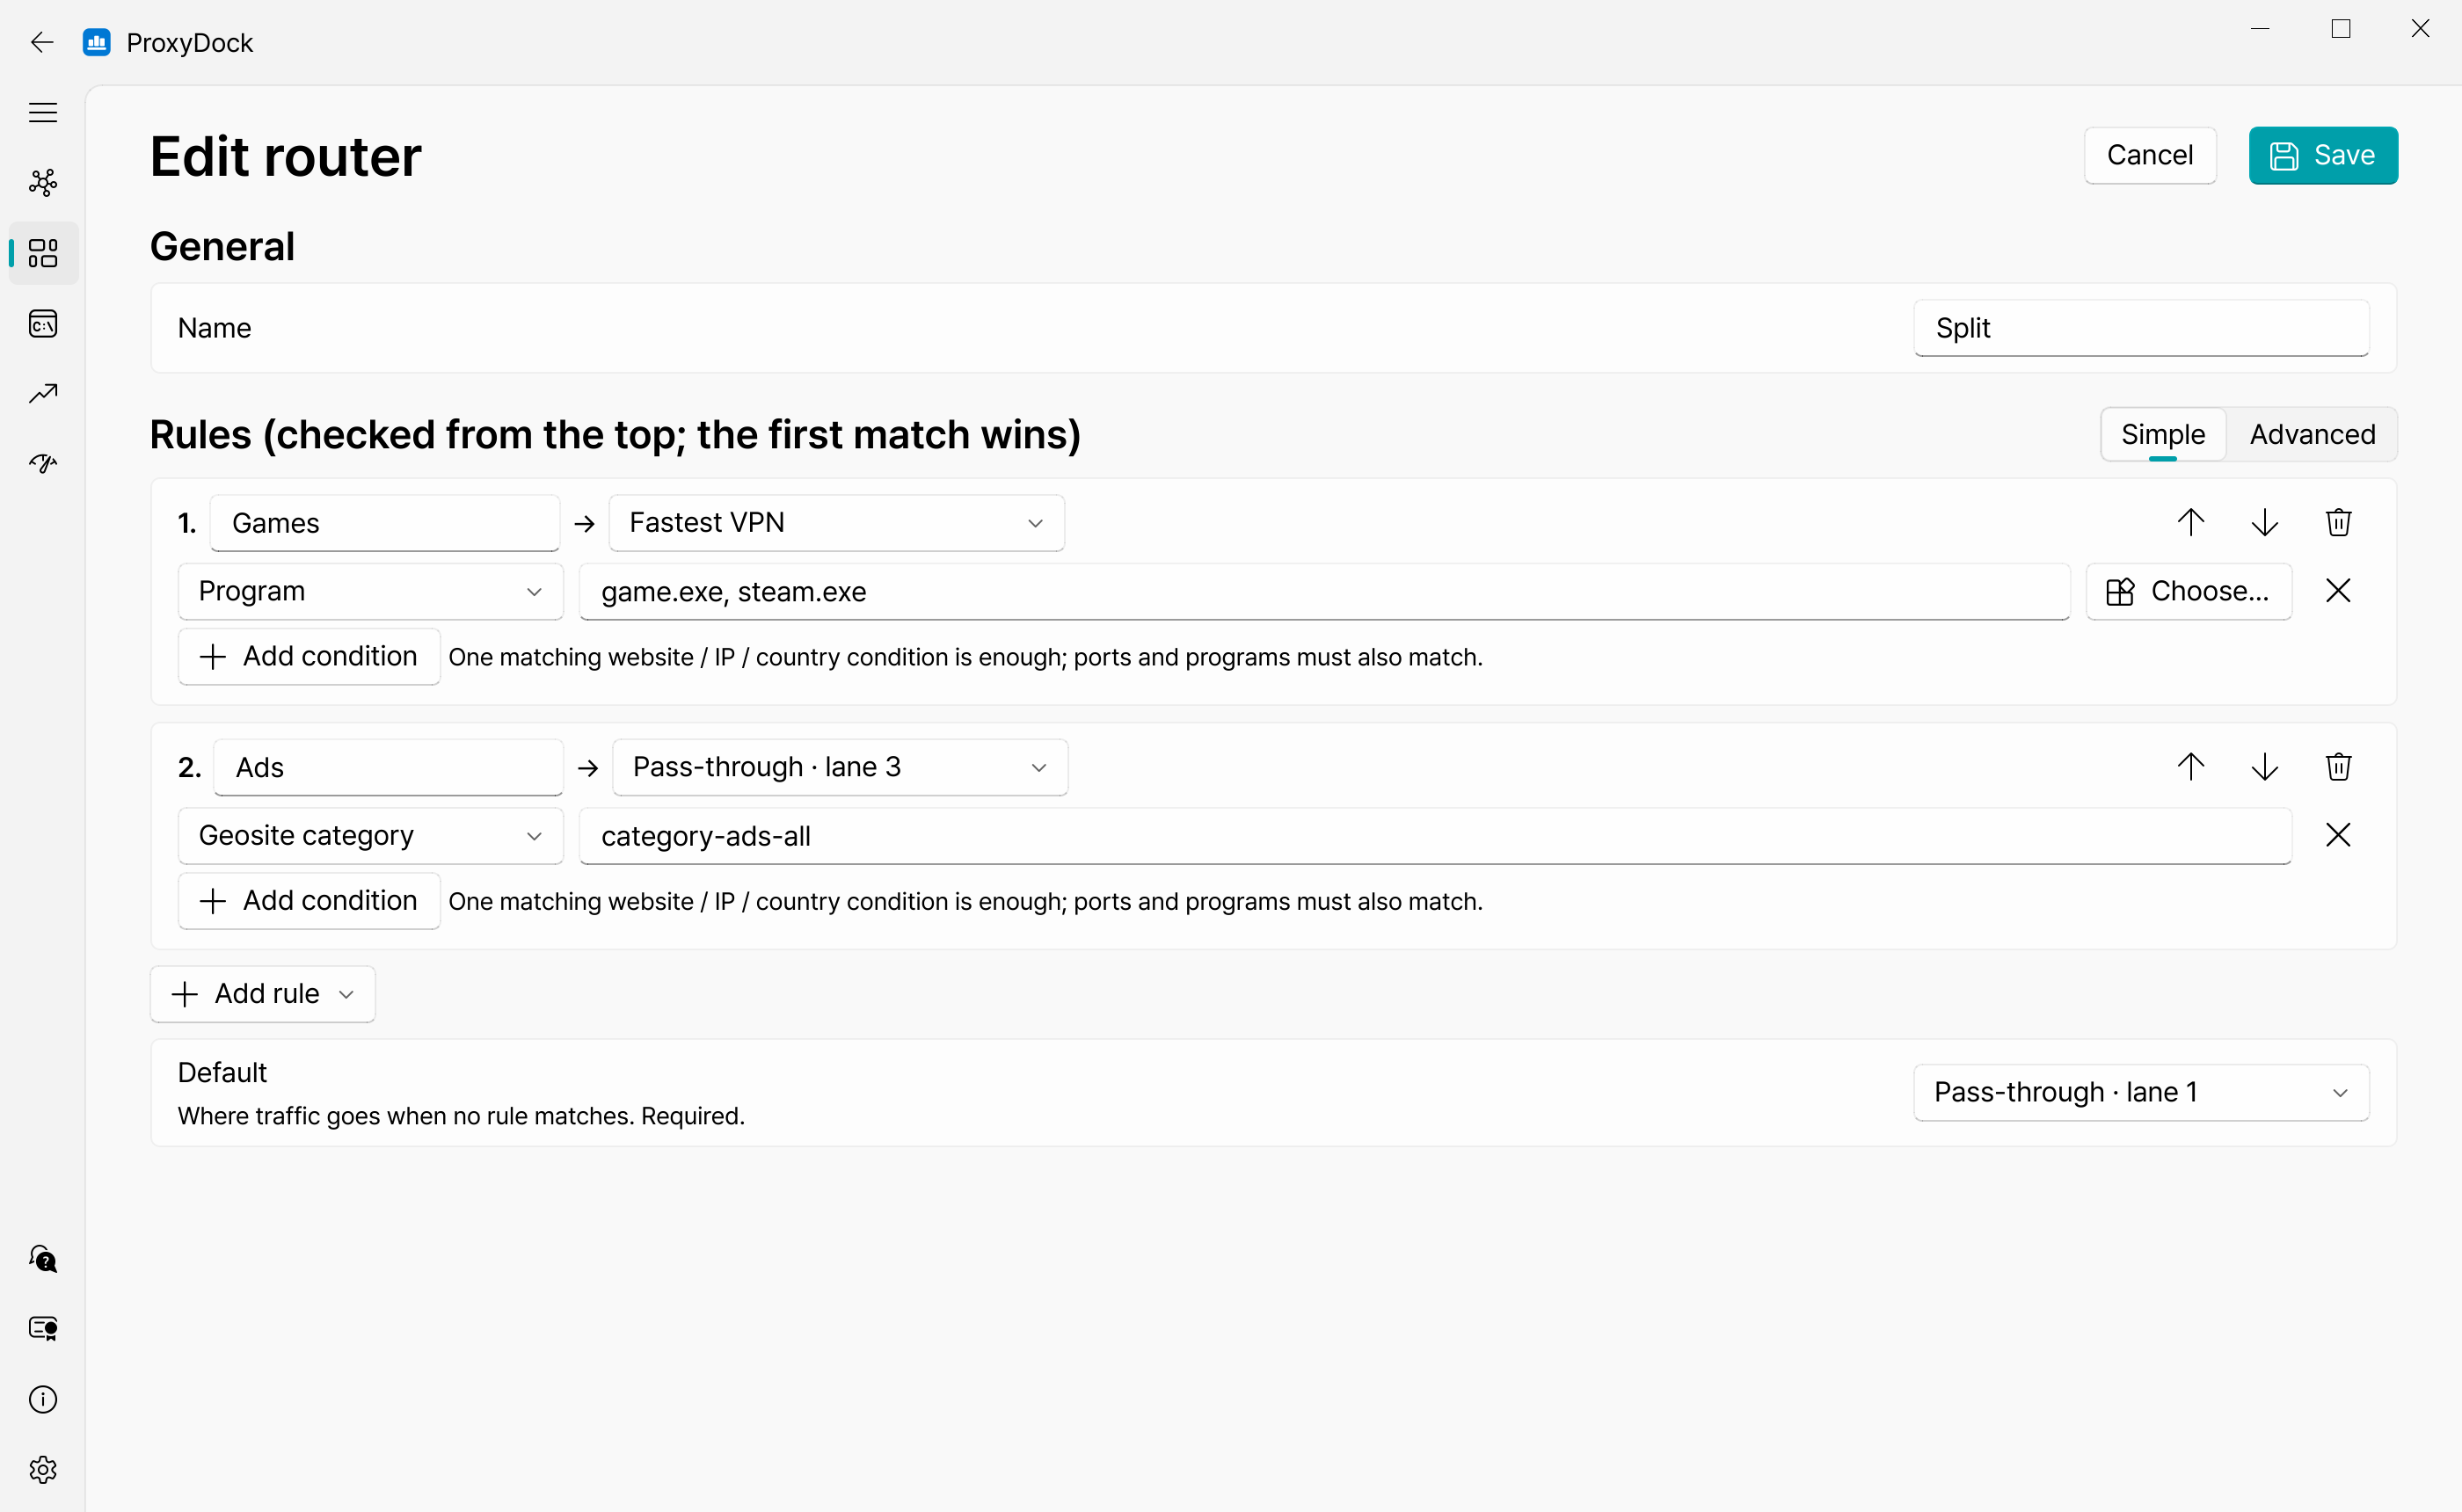 ProxyDock
Edit router
Cancel
Save
General
Name
Split
Rules (checked from the top; the first match wins)
Simple
Advanced
1.
Games
→
Fastest VPN
Program
game.exe, steam.exe
Choose...
Add condition
One matching website / IP / country condition is enough; ports and programs must also match.
2.
Ads
→
Pass-through · lane 3
Geosite category
category-ads-all
Add condition
One matching website / IP / country condition is enough; ports and programs must also match.
Add rule
Default
Where traffic goes when no rule matches. Required.
Pass-through · lane 1